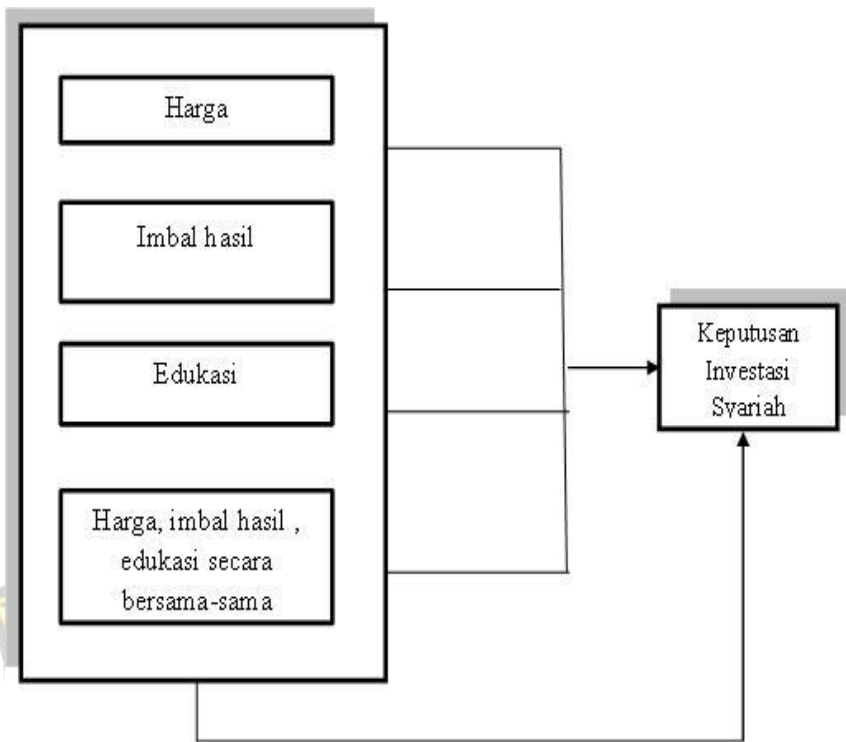 Harga
Imbal hasil
Edukasi
Harga, imbal hasil ,
edukasi secara
bersama-sama
Keputusan
Investasi
Syariah